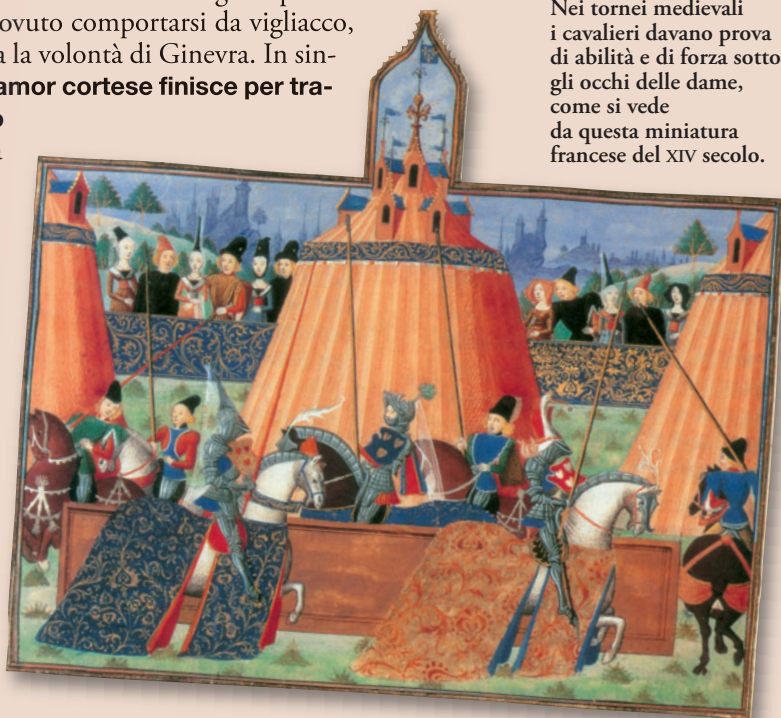 ovuto comportarsi da vigliacco,
la volontà di Ginevra. In sin-
amor cortese finisce per tra-
Nei tornei medievali
i cavalieri davano prova
di abilità e di forza sotto
gli occhi delle dame,
come si vede
da questa miniatura
francese del XIV secolo.